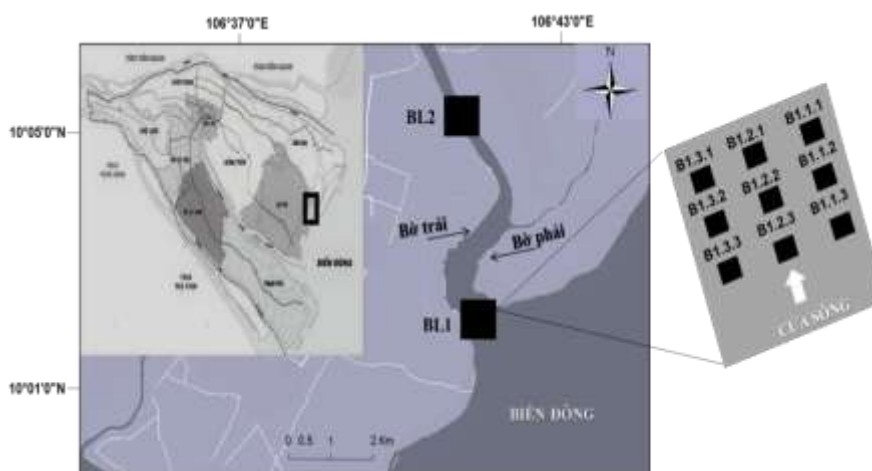 106°37'0"E
106°43'0"E
N
BL2
10°05'0"N
Bờ trái
Bờ phải
BIỂN ĐÔNG
BL1
10°01'0"N
0 0.5 1 2 Km
BIỂN ĐÔNG
B1.3.1
B1.2.1
B1.1.1
B1.3.2
B1.2.2
B1.1.2
B1.3.3
B1.2.3
B1.1.3
CỬA SÔNG